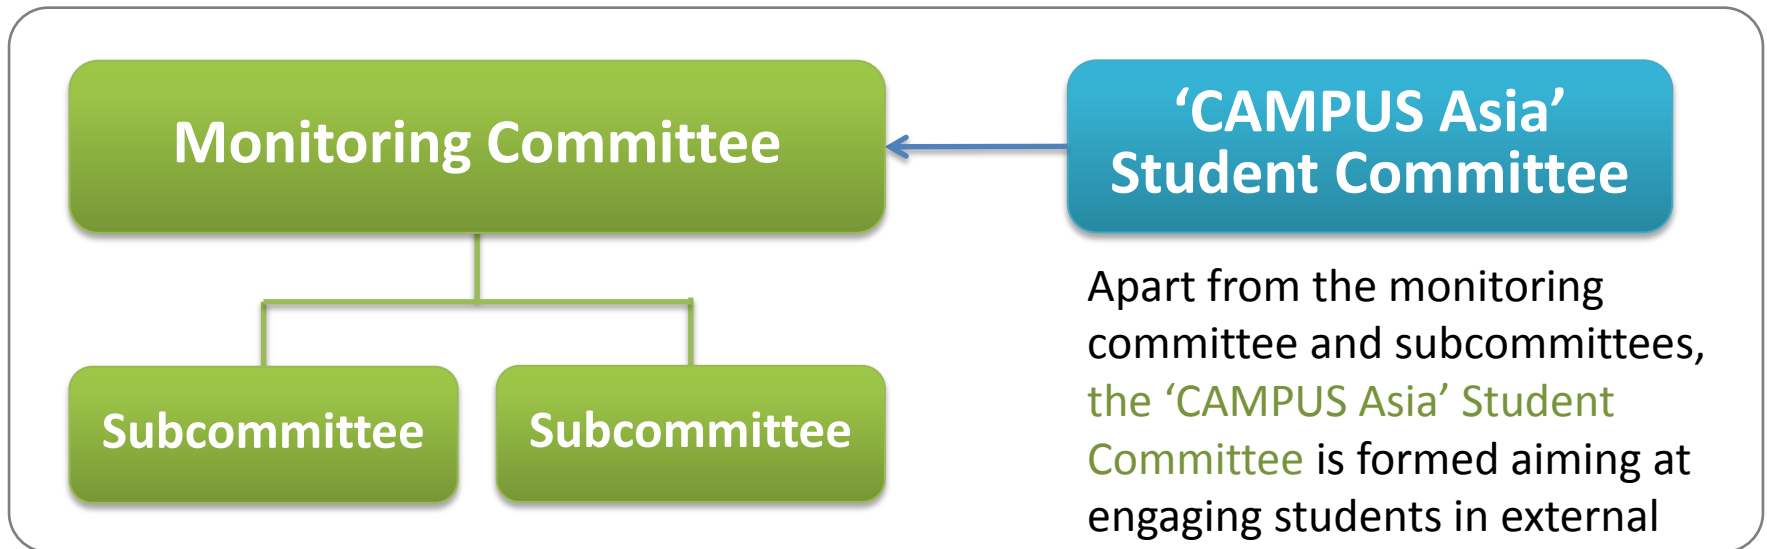 Monitoring Committee
‘CAMPUS Asia’
Student Committee
Subcommittee
Subcommittee
Apart from the monitoring
committee and subcommittees,
the ‘CAMPUS Asia’ Student
Committee is formed aiming at
engaging students in external